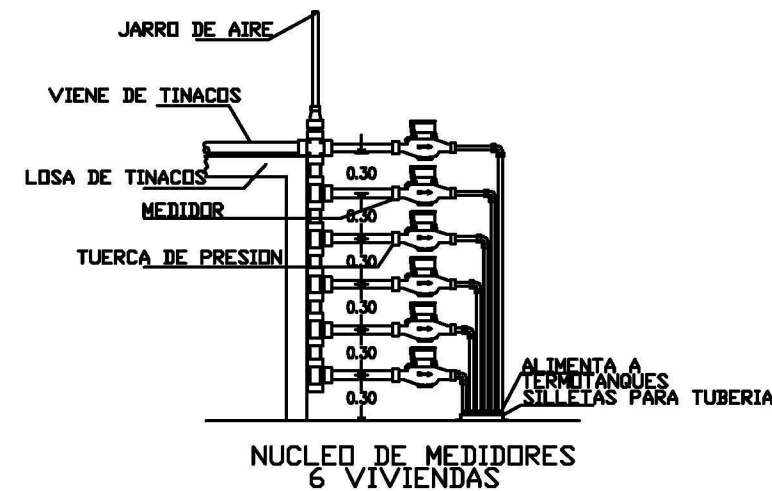 JARRO DE AIRE
VIENE DE TINACOS
0.30
LOSA DE TINACOS
MEDIDOR
0.30
TUERCA DE PRESION
0.30
0.30
0.30
0.30
ALIMENTA A
TERMOTANQUES
SILLETAS PARA TUBERIA
NUCLEO DE MEDIDORES
6 VIVIENDAS